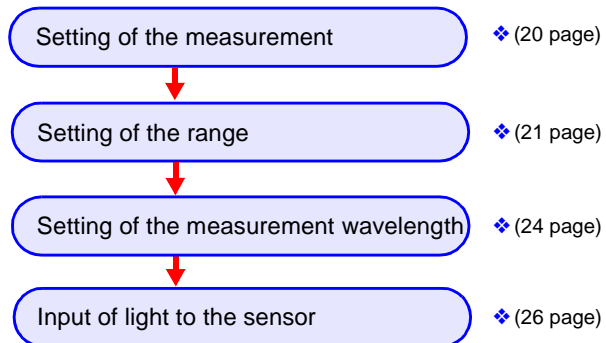 Setting of the measurement ❖ (20 page)
Setting of the range ❖ (21 page)
Setting of the measurement wavelength ❖ (24 page)
Input of light to the sensor ❖ (26 page)